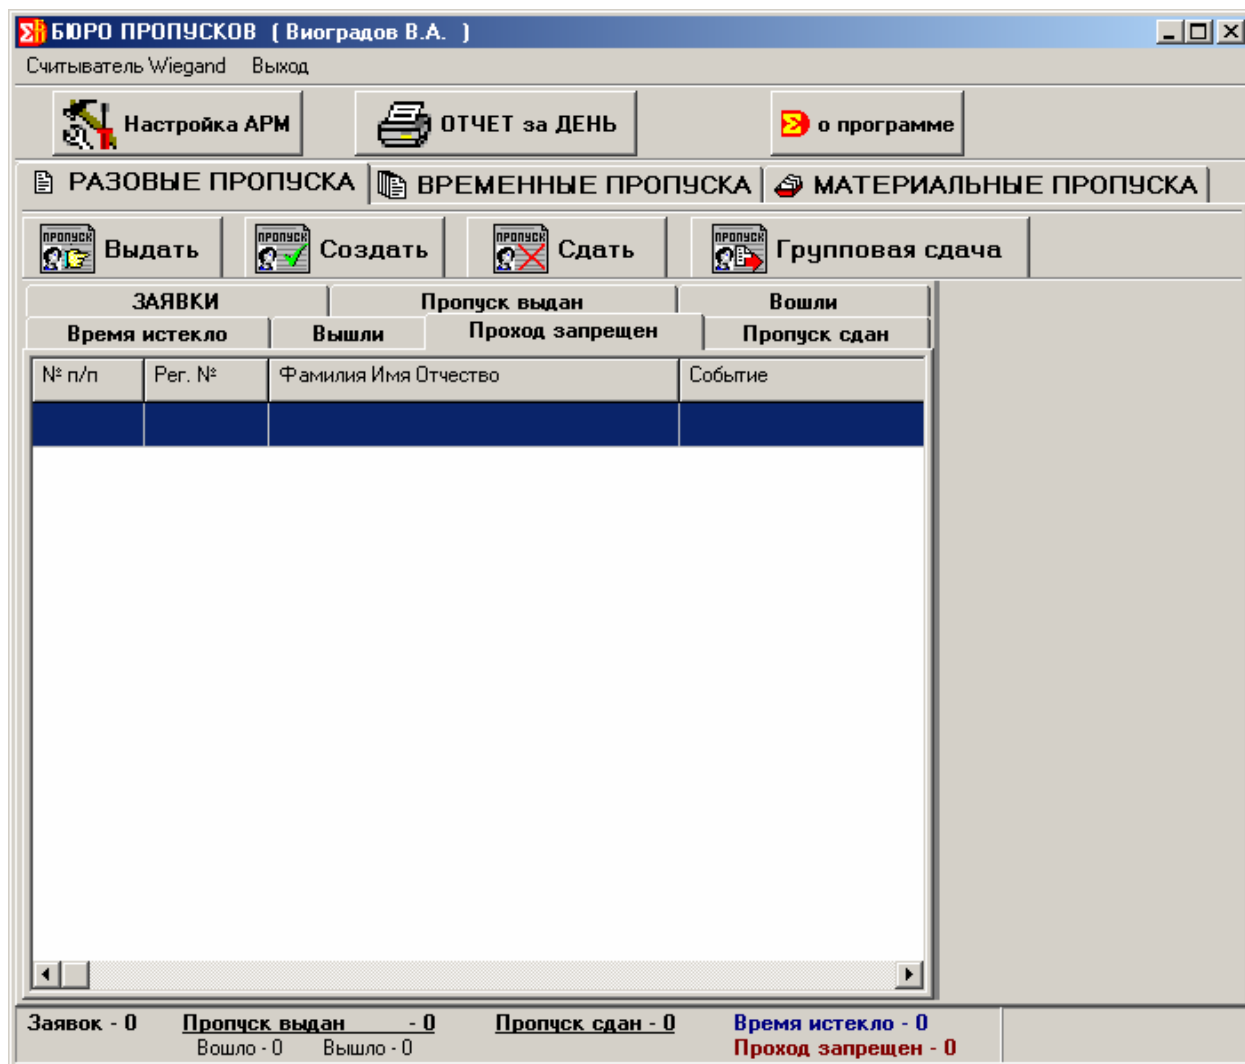 БЮРО ПРОПУСКОВ ( Виоградов В.А. )
Считыватель Wiegand Выход
Настройка АРМ ОТЧЕТ за ДЕНЬ о программе
РАЗОВЫЕ ПРОПУСКА ВРЕМЕННЫЕ ПРОПУСКА МАТЕРИАЛЬНЫЕ ПРОПУСКА
ПРОПУСК Выдать ПРОПУСК Создать ПРОПУСК Сдать ПРОПУСК Групповая сдача
ЗАЯВКИ Пропуск выдан Вошли
Время истекло Вышли Проход запрещен Пропуск сдан
№ п/п Рег. № Фамилия Имя Отчество Событие
Заявок - 0 Пропуск выдан - 0 Пропуск сдан - 0 Время истекло - 0
Вошло - 0 Вышло - 0 Проход запрещен - 0